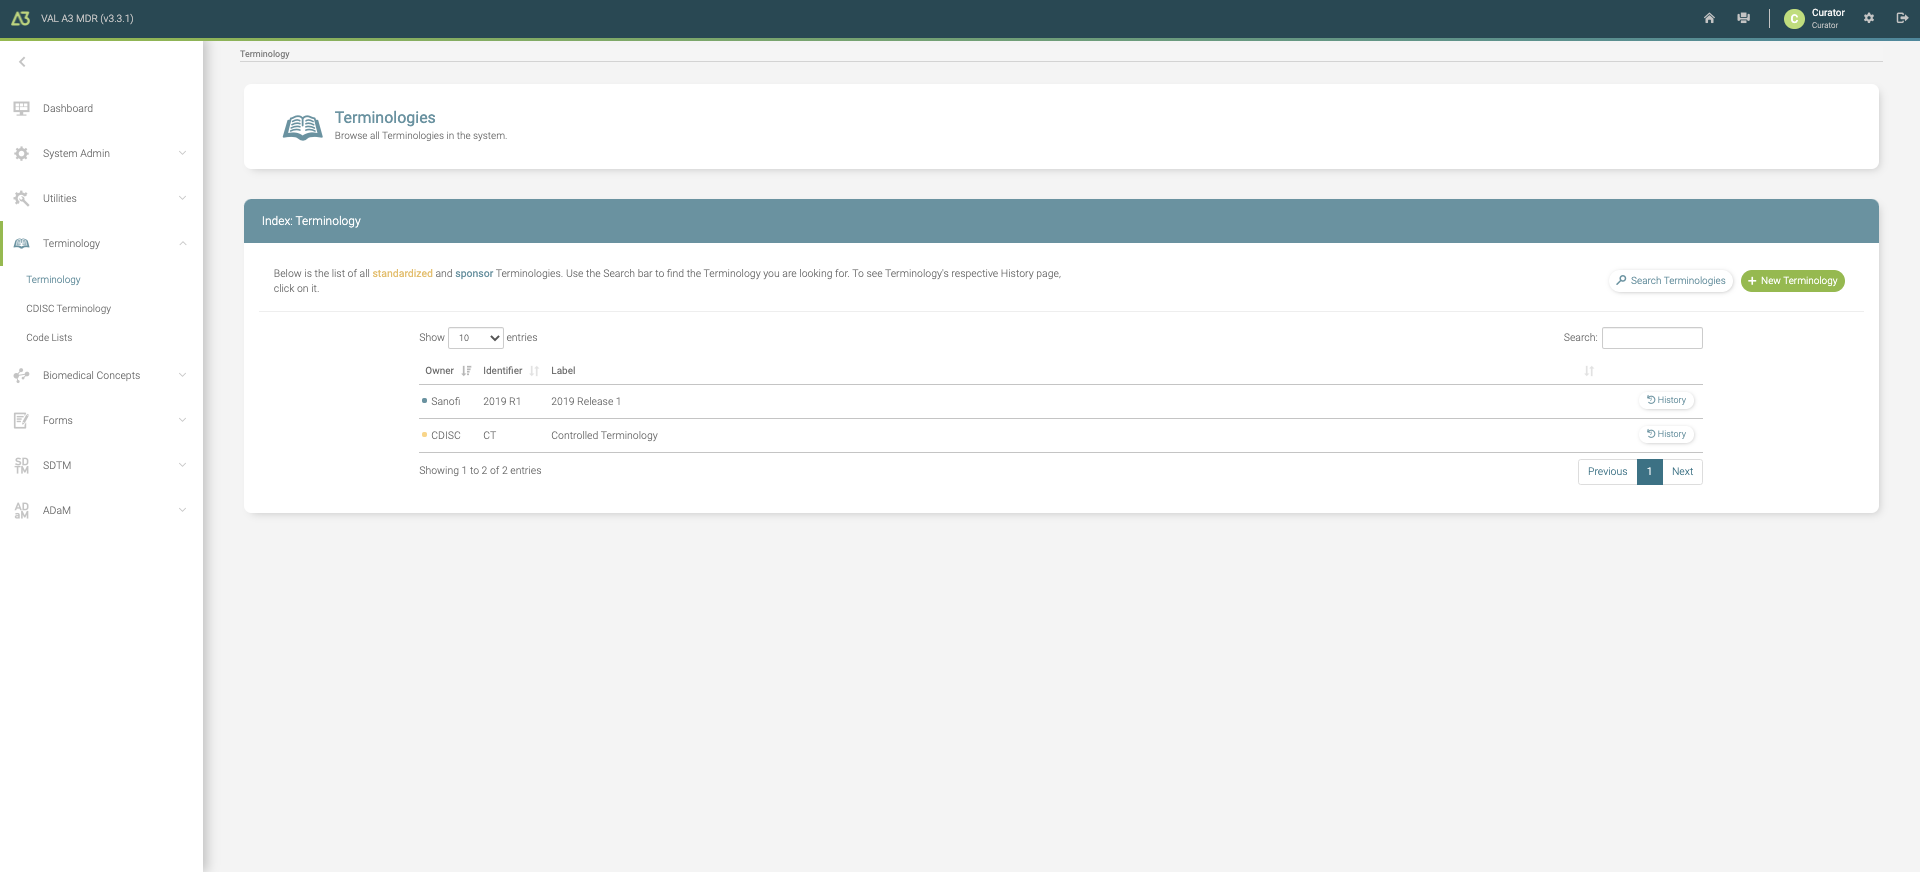 A3 VAL A3 MDR (v3.3.1)
C Curator
Curator
Terminology
Dashboard
System Admin
Utilities
Terminology
Terminology
CDISC Terminology
Code Lists
Biomedical Concepts
Forms
SD
TM SDTM
AD
aM ADaM
Terminologies
Browse all Terminologies in the system.
Index: Terminology
Below is the list of all standardized and sponsor Terminologies. Use the Search bar to find the Terminology you are looking for. To see Terminology's respective History page,
click on it.
Search Terminologies
+ New Terminology
Show 10 entries
Search:
Owner Identifier Label
Sanofi 2019 R1 2019 Release 1 History
CDISC CT Controlled Terminology History
Showing 1 to 2 of 2 entries
Previous 1 Next